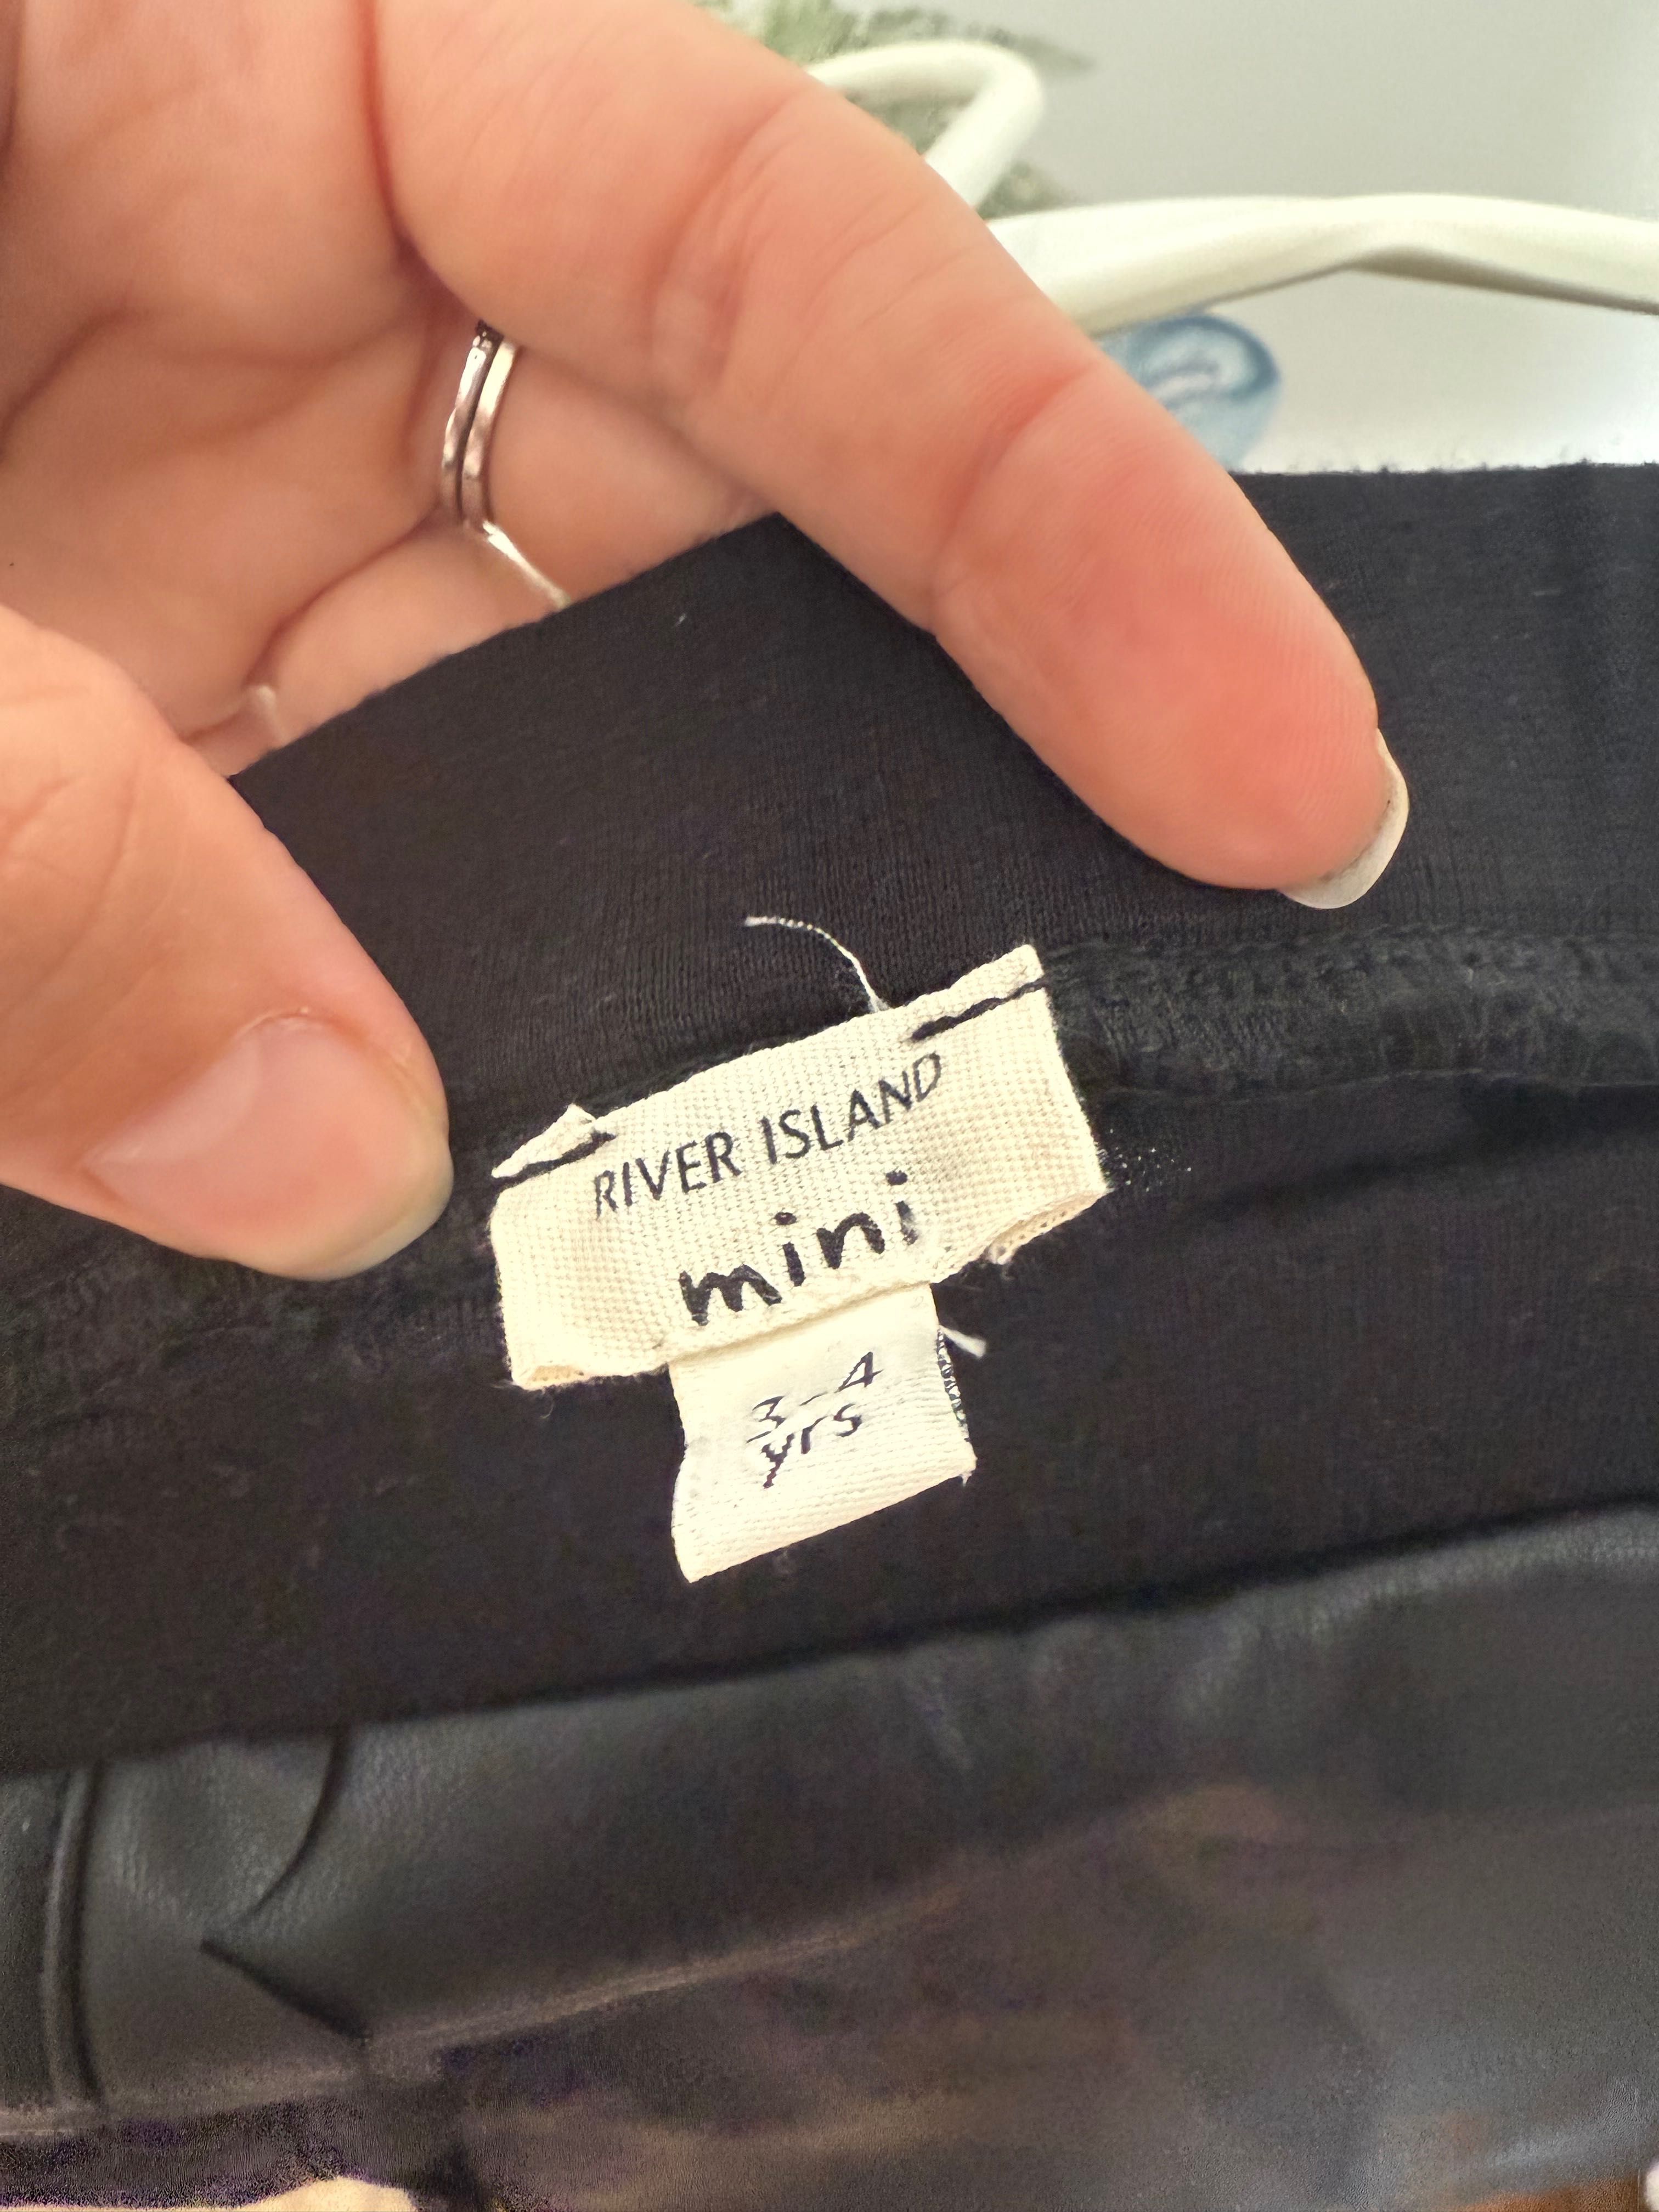 RIVER ISLAND
mini
3-4
yrs